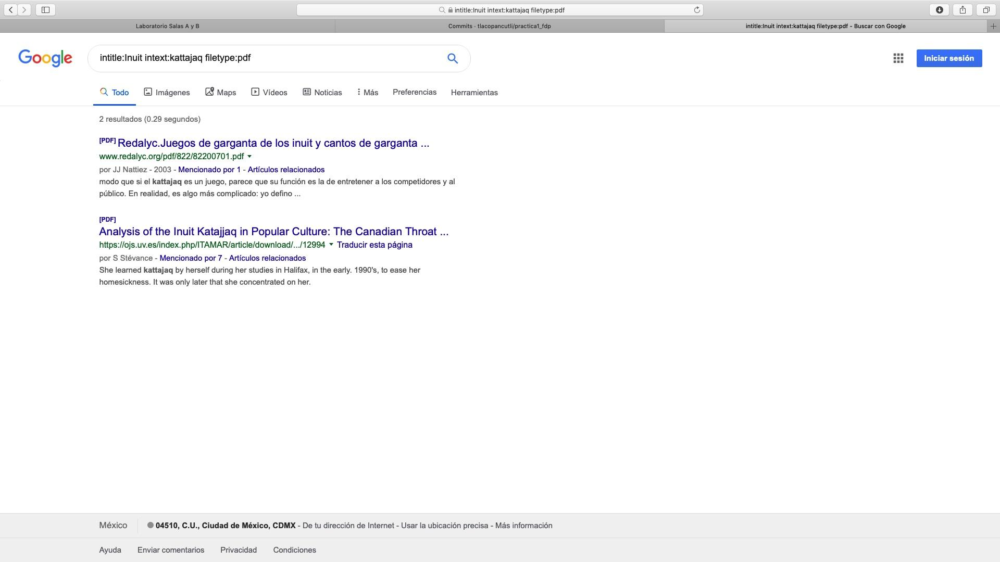 intitle:Inuit intext:kattajaq filetype:pdf
Laboratorio Salas A y B
Commits · tlacopancutli/practica1_fdp
intitle:Inuit intext:kattajaq filetype:pdf - Buscar con Google
Google
intitle:Inuit intext:kattajaq filetype:pdf
Iniciar sesión
Todo Imágenes Maps Vídeos Noticias Más Preferencias Herramientas
2 resultados (0.29 segundos)
[PDF] Redalyc.Juegos de garganta de los inuit y cantos de garganta ...
www.redalyc.org/pdf/822/82200701.pdf
por JJ Nattiez - 2003 - Mencionado por 1 - Artículos relacionados
modo que si el kattajaq es un juego, parece que su función es la de entretener a los competidores y al
público. En realidad, es algo más complicado: yo defino ...
[PDF]
Analysis of the Inuit Katajjaq in Popular Culture: The Canadian Throat ...
https://ojs.uv.es/index.php/ITAMAR/article/download/.../12994 Traducir esta página
por S Stévance - Mencionado por 7 - Artículos relacionados
She learned kattajaq by herself during her studies in Halifax, in the early. 1990's, to ease her
homesickness. It was only later that she concentrated on her.
México 04510, C.U., Ciudad de México, CDMX - De tu dirección de Internet - Usar la ubicación precisa - Más información
Ayuda Enviar comentarios Privacidad Condiciones